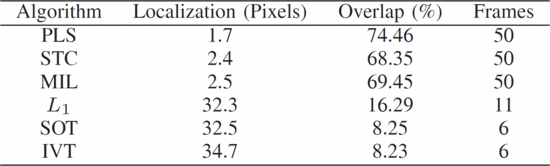 Algorithm Localization (Pixels) Overlap (%) Frames
PLS 1.7 74.46 50
STC 2.4 68.35 50
MIL 2.5 69.45 50
L1 32.3 16.29 11
SOT 32.5 8.25 6
IVT 34.7 8.23 6